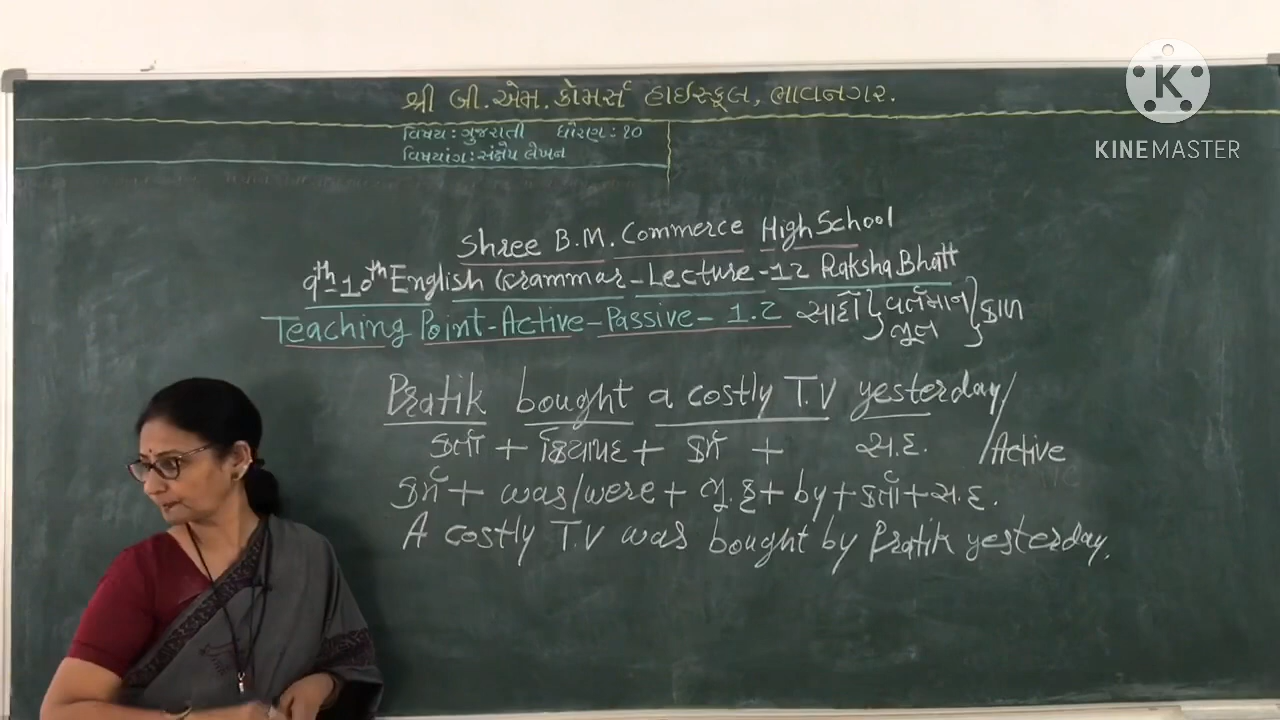 શ્રી બી.એમ.કોમર્સ હાઈસ્કૂલ, ભાવનગર.
વિષય: ગુજરાતી ધોરણ: ૧૦
વિષયાંગ: સંક્ષેપ લેખન
K
KINEMASTER
Shree B.M. Commerce High School
9th-10th English Grammar-Lecture-12 Raksha Bhatt
Teaching Point-Active-Passive-1.2 સાદો } વર્તમાન } કાળ
ભૂત
Pratik bought a costly T.V yesterday/
કર્તા + ક્રિયાપદ + કર્મ + સ.દ. /Active
કર્મ + was/were + ભૂ.કૃ + by + કર્તા + સ.દ.
A costly T.V was bought by Pratik yesterday.